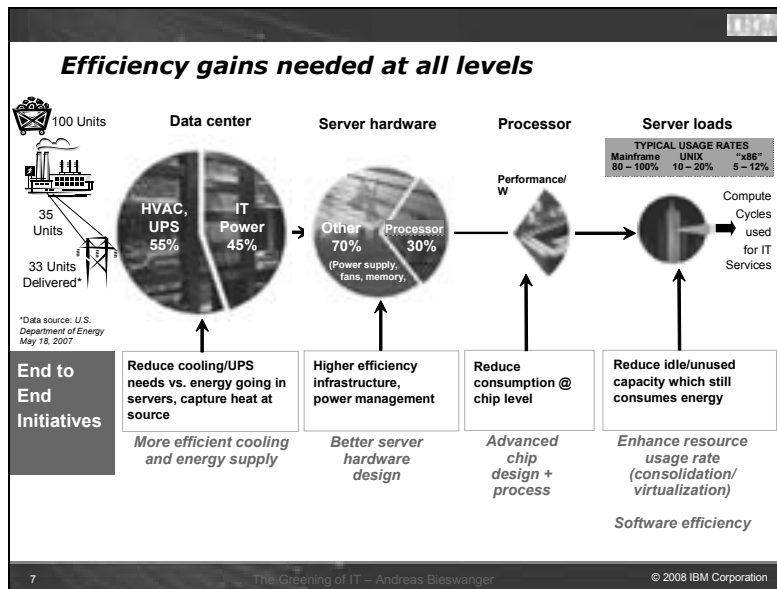 Efficiency gains needed at all levels
100 Units
35
Units
33 Units
Delivered*
*Data source: U.S.
Department of Energy
May 18, 2007
Data center
HVAC,
UPS
55%
IT
Power
45%
Server hardware
Other
70%
(Power supply,
fans, memory,
Processor
30%
Processor
Performance/
W
Server loads
TYPICAL USAGE RATES
Mainframe UNIX "x86"
80 – 100% 10 – 20% 5 – 12%
Compute
Cycles
used
for IT
Services
End to
End
Initiatives
Reduce cooling/UPS
needs vs. energy going in
servers, capture heat at
source
More efficient cooling
and energy supply
Higher efficiency
infrastructure,
power management
Better server
hardware
design
Reduce
consumption @
chip level
Advanced
chip
design +
process
Reduce idle/unused
capacity which still
consumes energy
Enhance resource
usage rate
(consolidation/
virtualization)
Software efficiency
7
The Greening of IT – Andreas Bieswanger
© 2008 IBM Corporation